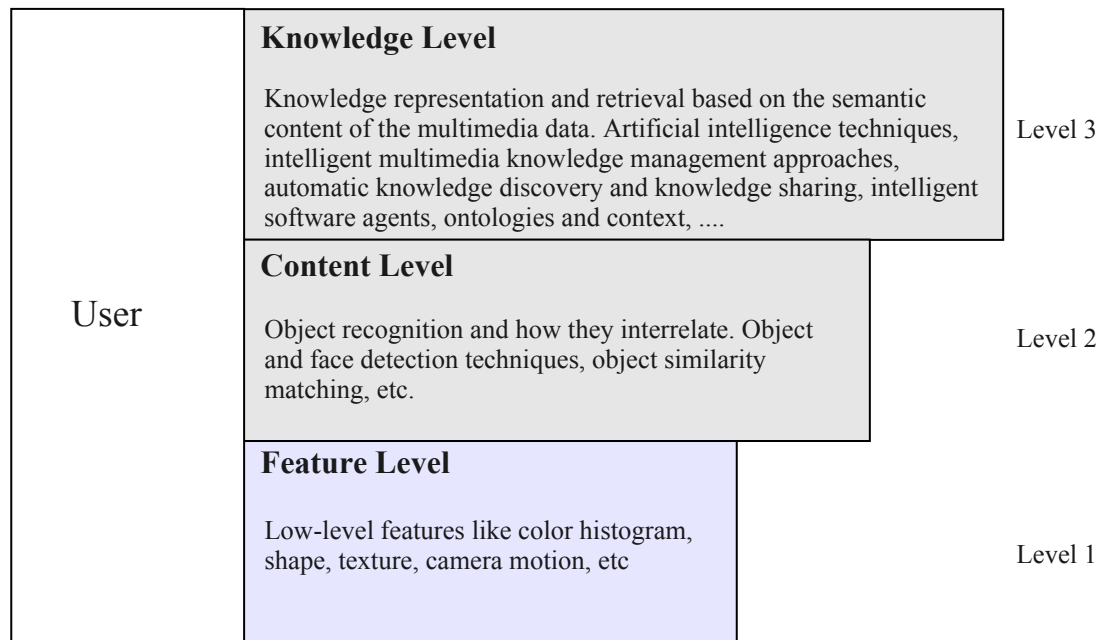 Knowledge Level
Knowledge representation and retrieval based on the semantic
content of the multimedia data. Artificial intelligence techniques,
intelligent multimedia knowledge management approaches,
automatic knowledge discovery and knowledge sharing, intelligent
software agents, ontologies and context, ....
Level 3
Content Level
Object recognition and how they interrelate. Object
and face detection techniques, object similarity
matching, etc.
Level 2
User
Feature Level
Low-level features like color histogram,
shape, texture, camera motion, etc
Level 1